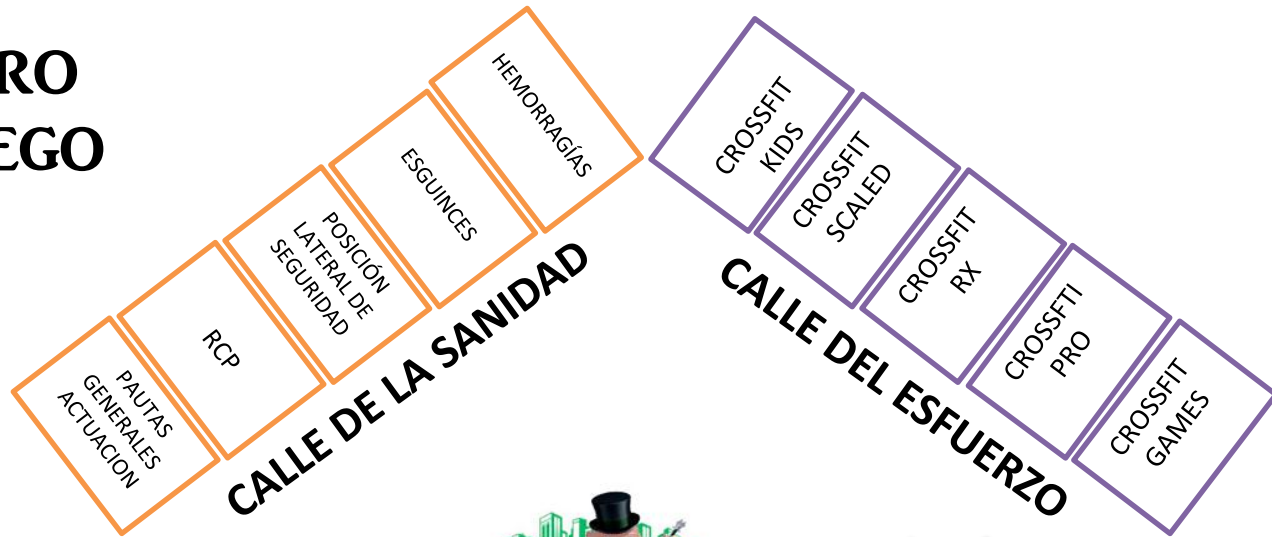 RO
EGO
HEMORRAGÍAS
ESGUINCES
POSICIÓN
LATERAL DE
SEGURIDAD
RCP
PAUTAS
GENERALES
ACTUACION
CALLE DE LA SANIDAD
CROSSFIT
KIDS
CROSSFIT
SCALED
CROSSFIT
RX
CROSSFTI
PRO
CROSSFIT
GAMES
CALLE DEL ESFUERZO